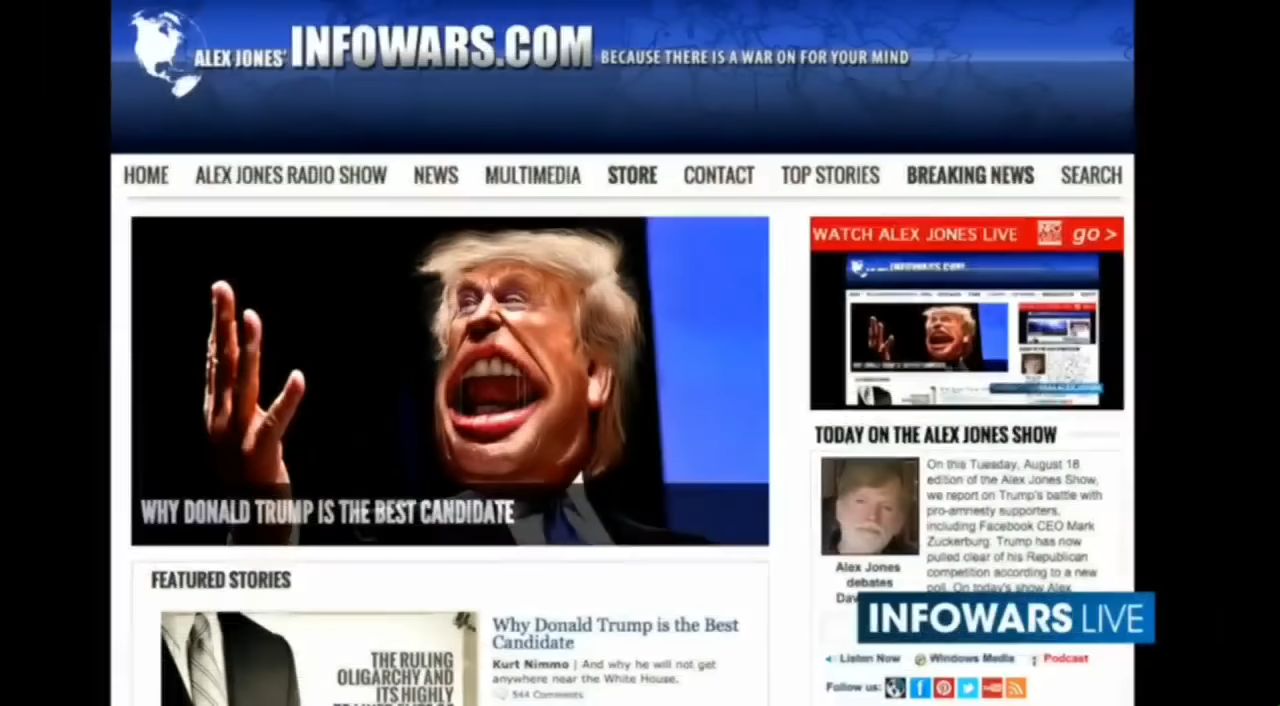 ALEX JONES' INFOWARS.COM BECAUSE THERE IS A WAR ON FOR YOUR MIND
HOME ALEX JONES RADIO SHOW NEWS MULTIMEDIA STORE CONTACT TOP STORIES BREAKING NEWS SEARCH
WATCH ALEX JONES LIVE go >
WHY DONALD TRUMP IS THE BEST CANDIDATE
FEATURED STORIES
THE RULING
OLIGARCHY AND
ITS HIGHLY
Why Donald Trump is the Best
Candidate
Kurt Nimmo | And why he will not get
anywhere near the White House.
544 Comments
TODAY ON THE ALEX JONES SHOW
On this Tuesday, August 18
edition of the Alex Jones Show,
we report on Trump's battle with
pro-amnesty supporters,
including Facebook CEO Mark
Zuckerburg. Trump has now
pulled clear of his Republican
competition according to a new
poll. On today's show Alex
Alex Jones
debates
INFOWARS LIVE
Listen Now Windows Media Podcast
Follow us: